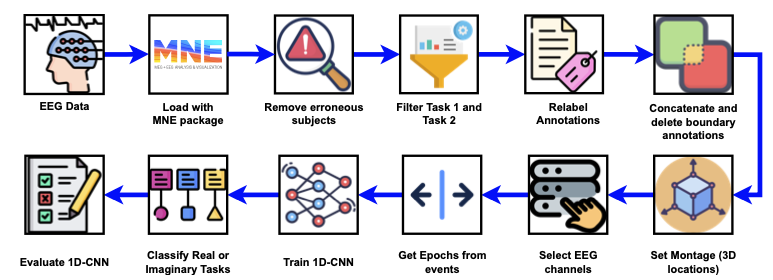 MNE
MEG + EEG ANALYSIS & VISUALIZATION
EEG Data
Load with
MNE package
Remove erroneous
subjects
Filter Task 1 and
Task 2
Relabel
Annotations
Concatenate and
delete boundary
annotations
Evaluate 1D-CNN
Classify Real or
Imaginary Tasks
Train 1D-CNN
Get Epochs from
events
Select EEG
channels
Set Montage (3D
locations)